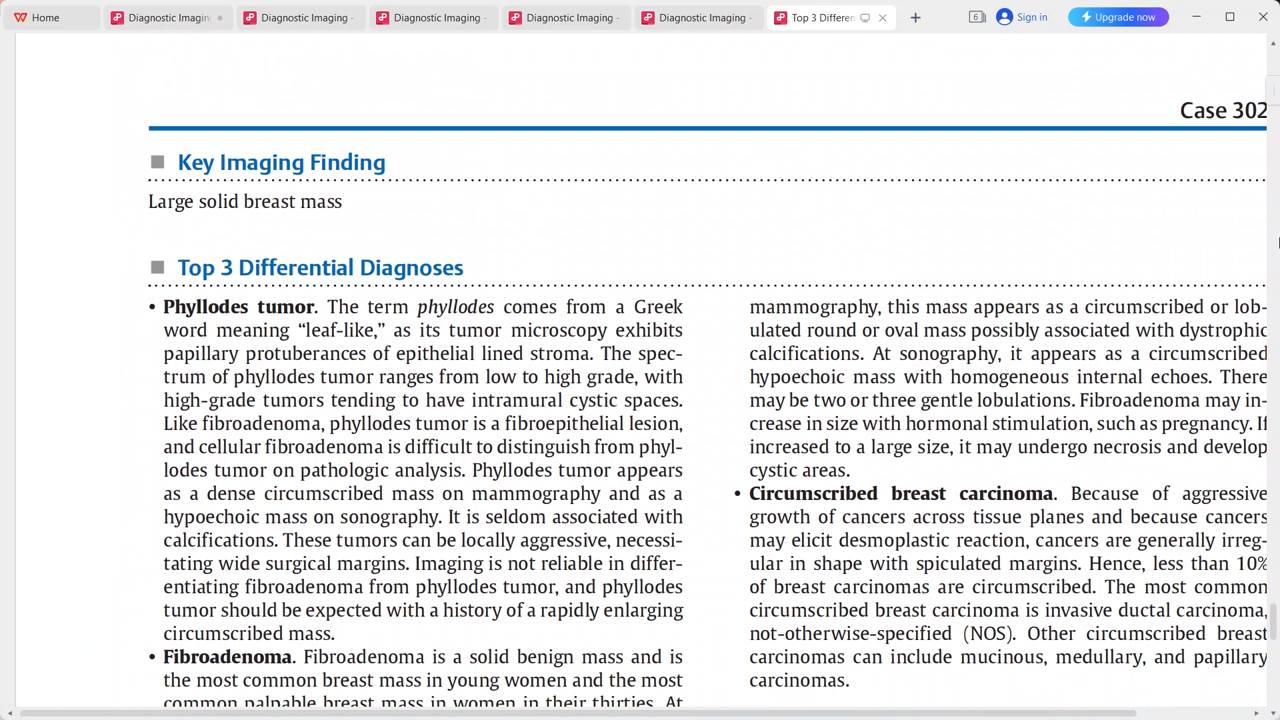 Home
Diagnostic Imaging
Diagnostic Imaging -
Diagnostic Imaging -
Diagnostic Imaging -
Diagnostic Imaging -
Top 3 Differen
6
Sign in
Upgrade now
Case 302
Key Imaging Finding
Large solid breast mass
Top 3 Differential Diagnoses
• Phyllodes tumor. The term phyllodes comes from a Greek
word meaning “leaf-like,” as its tumor microscopy exhibits
papillary protuberances of epithelial lined stroma. The spec-
trum of phyllodes tumor ranges from low to high grade, with
high-grade tumors tending to have intramural cystic spaces.
Like fibroadenoma, phyllodes tumor is a fibroepithelial lesion,
and cellular fibroadenoma is difficult to distinguish from phyl-
lodes tumor on pathologic analysis. Phyllodes tumor appears
as a dense circumscribed mass on mammography and as a
hypoechoic mass on sonography. It is seldom associated with
calcifications. These tumors can be locally aggressive, necessi-
tating wide surgical margins. Imaging is not reliable in differ-
entiating fibroadenoma from phyllodes tumor, and phyllodes
tumor should be expected with a history of a rapidly enlarging
circumscribed mass.
• Fibroadenoma. Fibroadenoma is a solid benign mass and is
the most common breast mass in young women and the most
common palpable breast mass in women in their thirties. At
mammography, this mass appears as a circumscribed or lob-
ulated round or oval mass possibly associated with dystrophic
calcifications. At sonography, it appears as a circumscribed
hypoechoic mass with homogeneous internal echoes. There
may be two or three gentle lobulations. Fibroadenoma may in-
crease in size with hormonal stimulation, such as pregnancy. If
increased to a large size, it may undergo necrosis and develop
cystic areas.
• Circumscribed breast carcinoma. Because of aggressive
growth of cancers across tissue planes and because cancers
may elicit desmoplastic reaction, cancers are generally irreg-
ular in shape with spiculated margins. Hence, less than 10%
of breast carcinomas are circumscribed. The most common
circumscribed breast carcinoma is invasive ductal carcinoma,
not-otherwise-specified (NOS). Other circumscribed breast
carcinomas can include mucinous, medullary, and papillary
carcinomas.